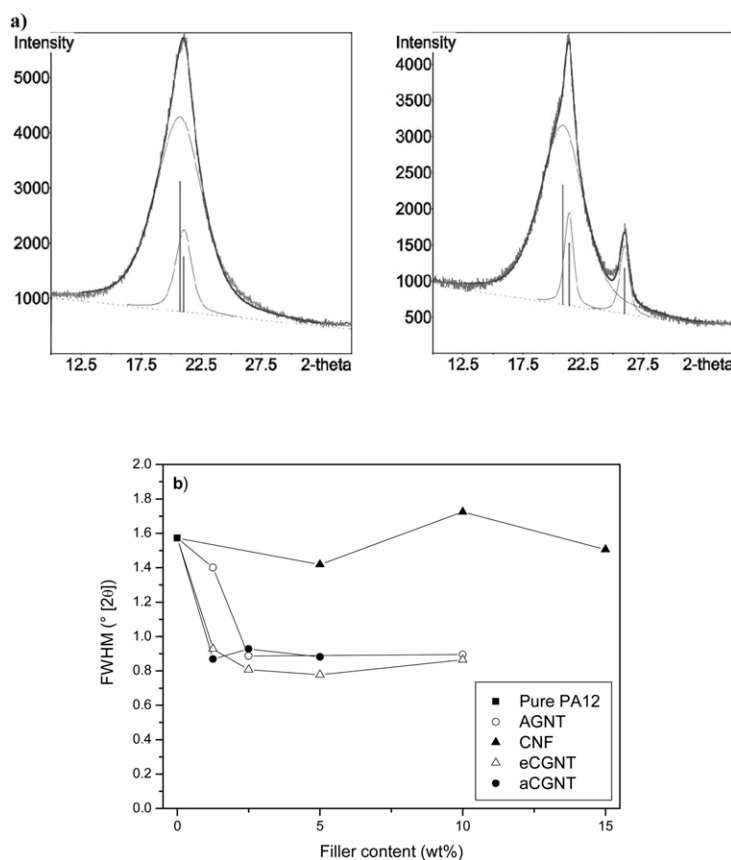 a)
Intensity
5000
4000
3000
2000
1000
12.5 17.5 22.5 27.5 2-theta
Intensity
4000
3500
3000
2500
2000
1500
1000
500
12.5 17.5 22.5 27.5 2-theta
b)
FWHM (° [2θ])
2.0
1.8
1.6
1.4
1.2
1.0
0.8
0.6
0.4
0.2
0.0
0 5 10 15
Filler content (wt%)
Pure PA12
AGNT
CNF
eCGNT
aCGNT